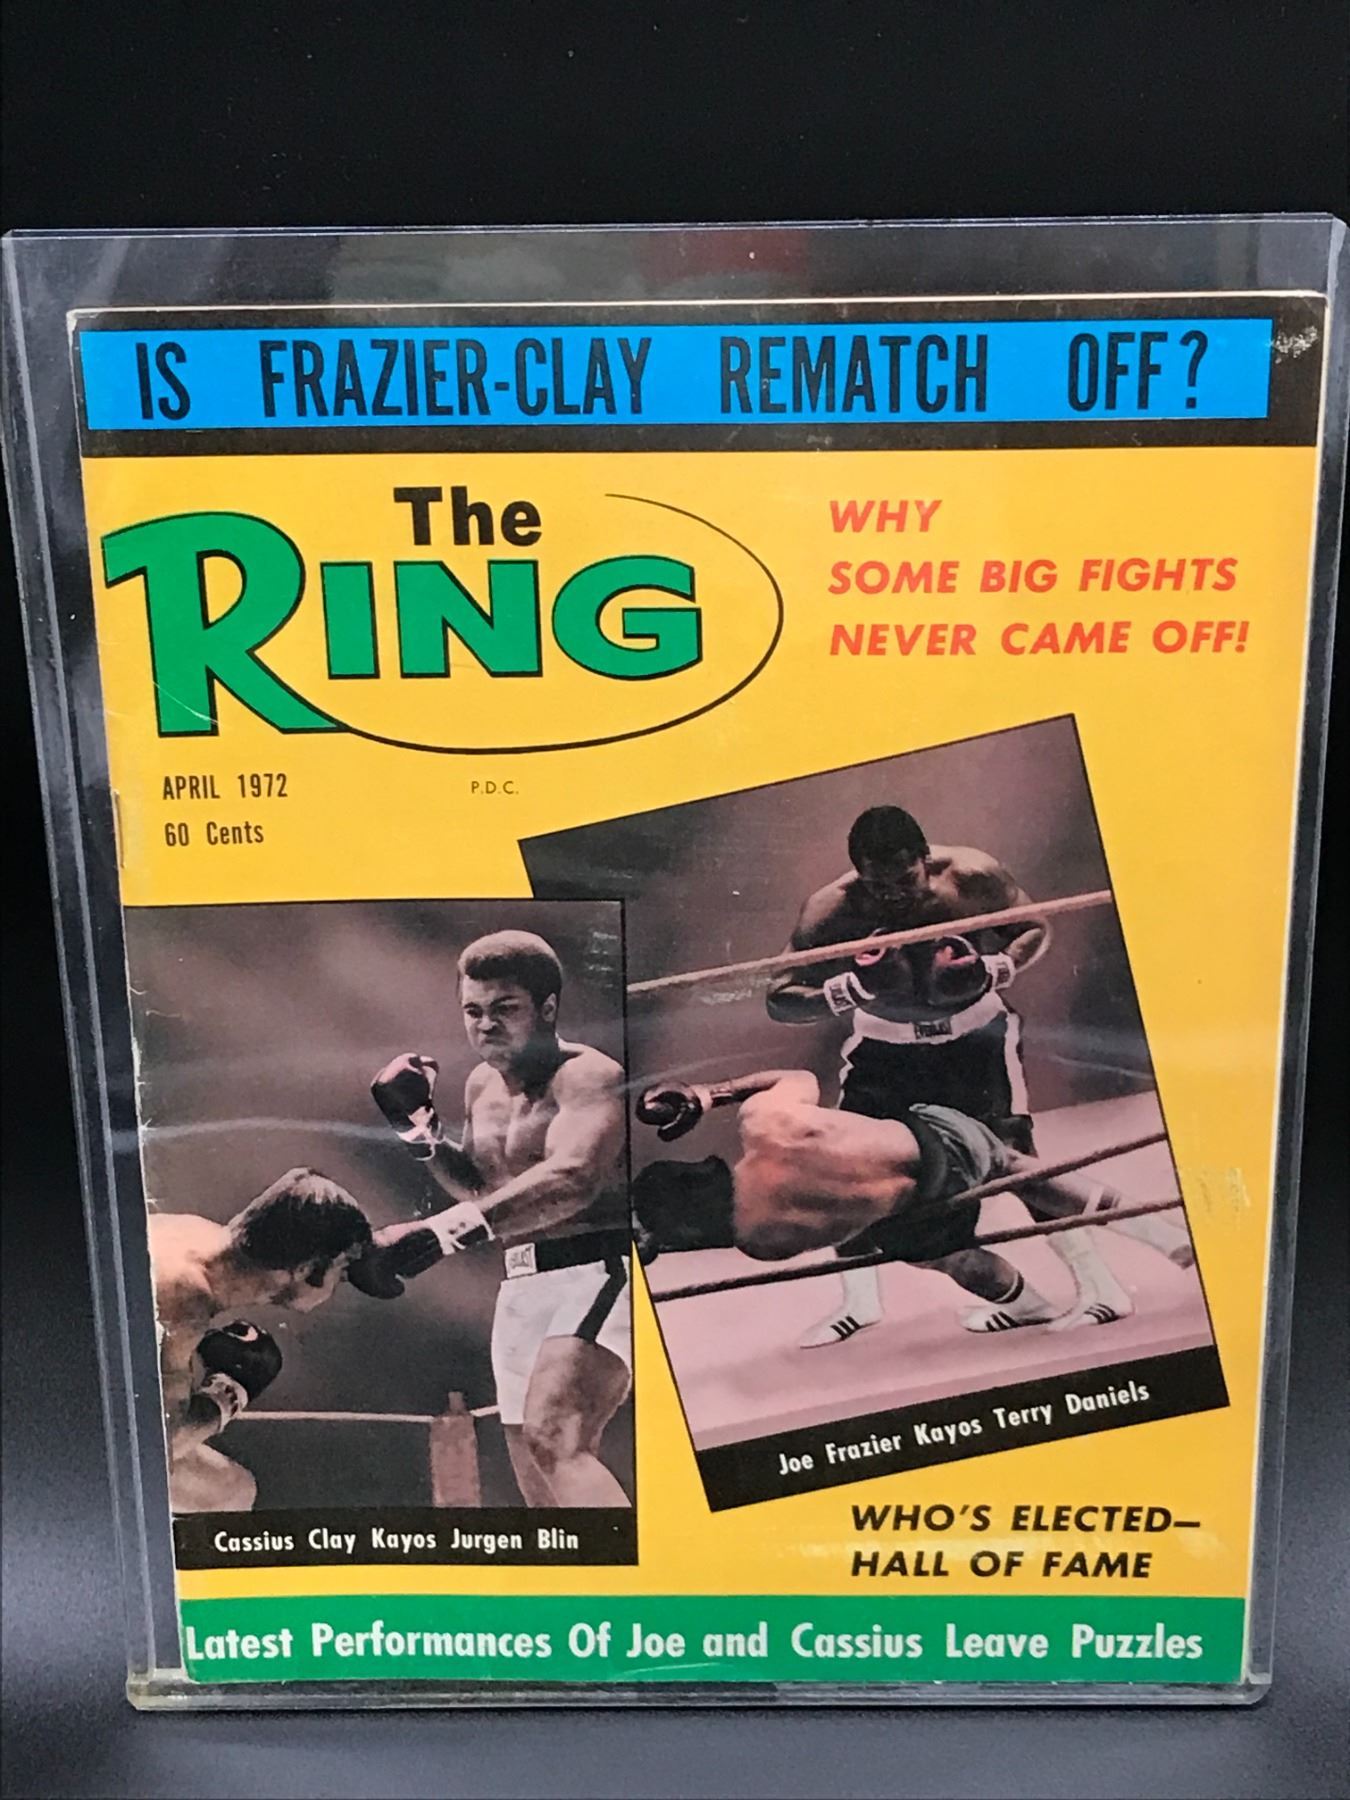 IS FRAZIER-CLAY REMATCH OFF?
The
RING
WHY
SOME BIG FIGHTS
NEVER CAME OFF!
APRIL 1972
P.D.C.
60 Cents
EVERLAST
EVERLAST
Joe Frazier Kayos Terry Daniels
Cassius Clay Kayos Jurgen Blin
WHO'S ELECTED—
HALL OF FAME
Latest Performances Of Joe and Cassius Leave Puzzles